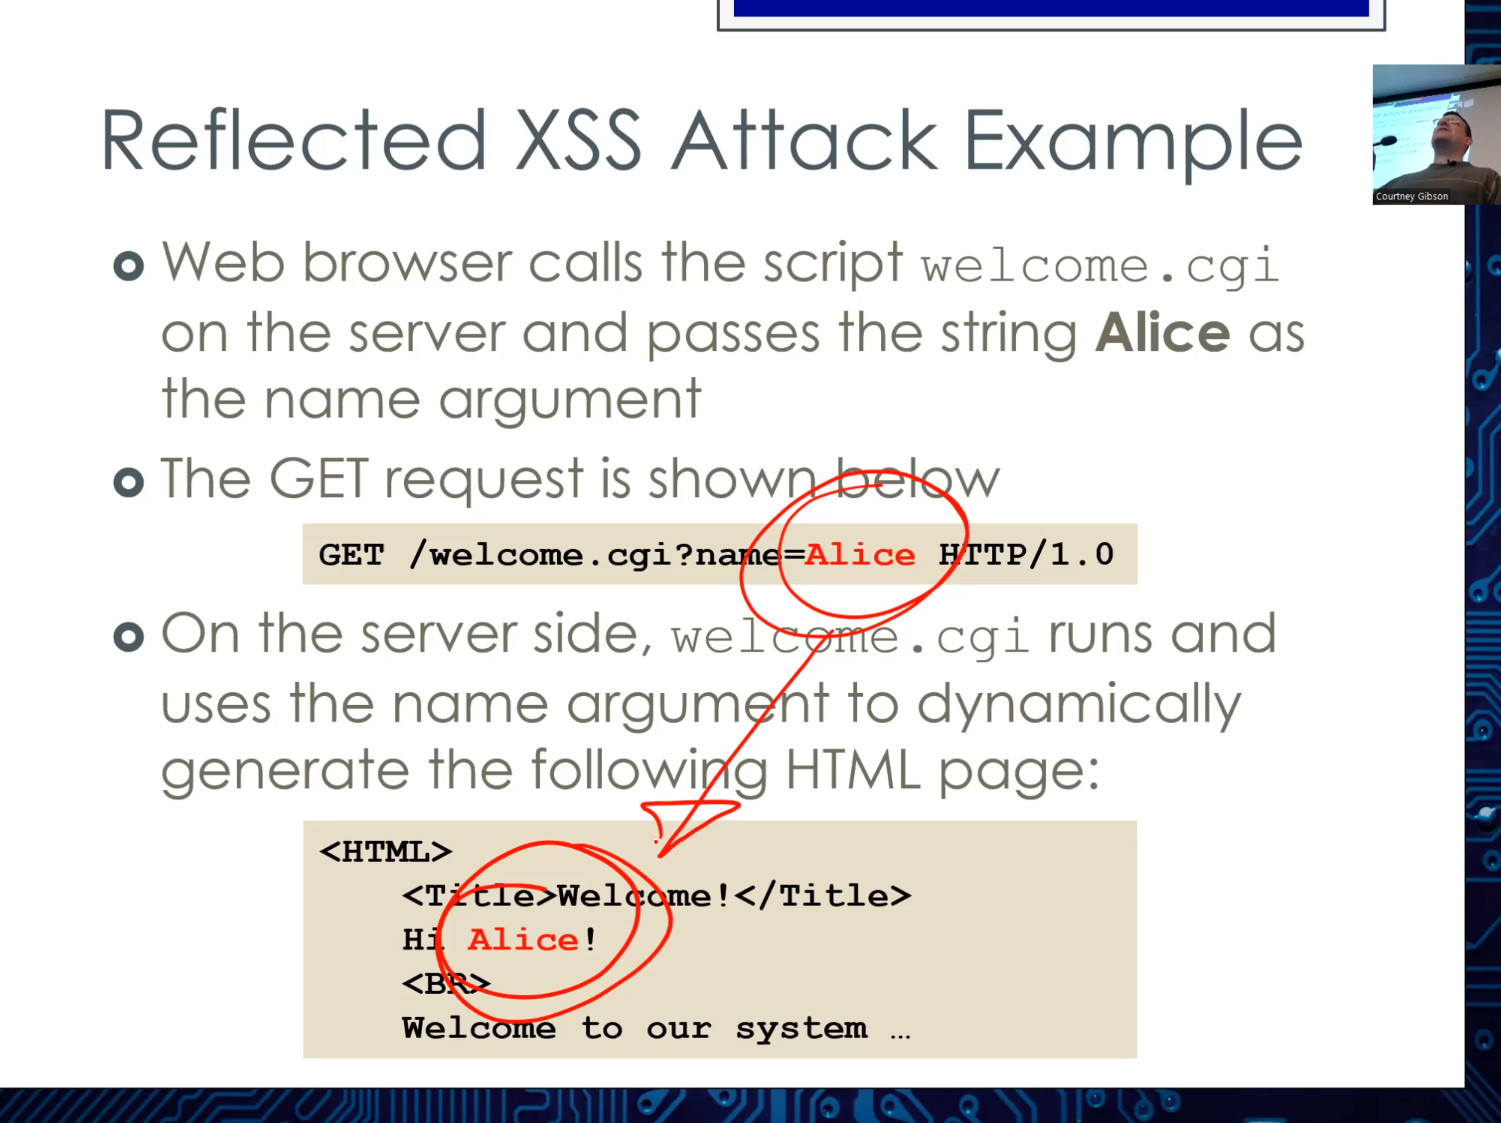 Reflected XSS Attack Example
Courtney Gibson
Web browser calls the script welcome.cgi
on the server and passes the string Alice as
the name argument
The GET request is shown below
GET /welcome.cgi?name=Alice HTTP/1.0
On the server side, welcome.cgi runs and
uses the name argument to dynamically
generate the following HTML page:
<HTML>
<Title>Welcome!</Title>
Hi Alice!
<BR>
Welcome to our system …